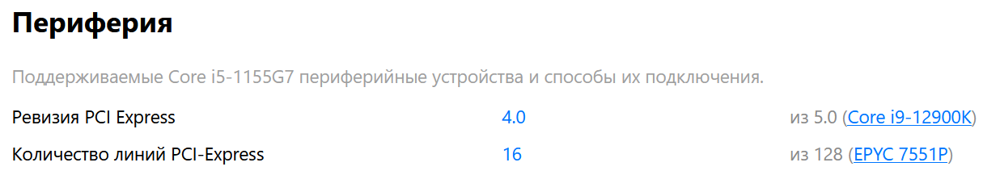 Периферия
Поддерживаемые Core i5-1155G7 периферийные устройства и способы их подключения.
Ревизия PCI Express 4.0 из 5.0 (Core i9-12900K)
Количество линий PCI-Express 16 из 128 (EPYC 7551P)